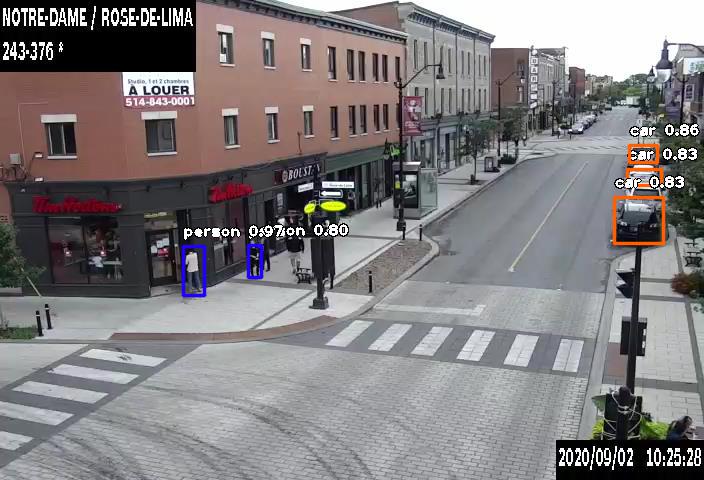 NOTRE-DAME / ROSE-DE-LIMA
243-376 *
Studio, 1 et 2 chambres
À LOUER
514-843-0001
Tim Hortons
Tim Hortons
BOUSTAN
car 0.86
car 0.83
car 0.83
person 0.97
son 0.80
2020/09/02 10:25:28